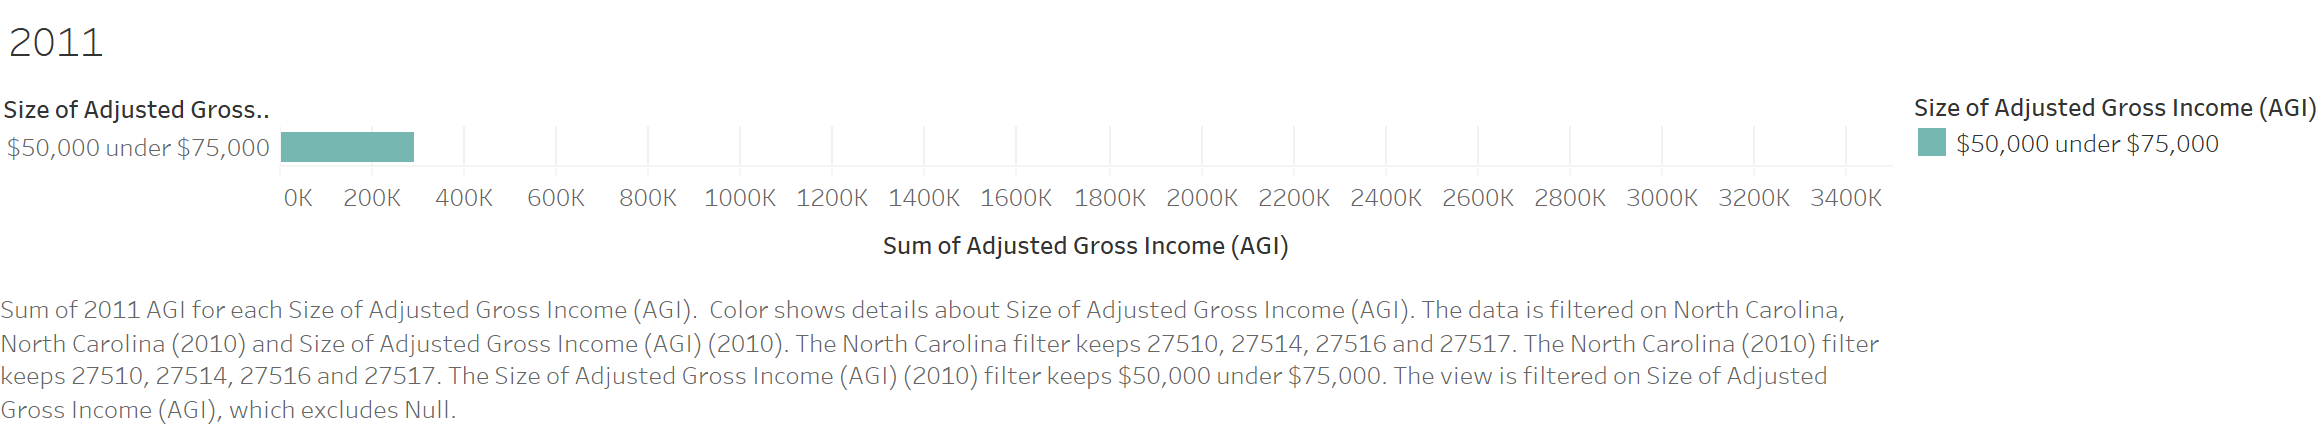 2011
Size of Adjusted Gross..
Size of Adjusted Gross Income (AGI)
$50,000 under $75,000
$50,000 under $75,000
0K 200K 400K 600K 800K 1000K 1200K 1400K 1600K 1800K 2000K 2200K 2400K 2600K 2800K 3000K 3200K 3400K
Sum of Adjusted Gross Income (AGI)
Sum of 2011 AGI for each Size of Adjusted Gross Income (AGI).  Color shows details about Size of Adjusted Gross Income (AGI). The data is filtered on North Carolina,
North Carolina (2010) and Size of Adjusted Gross Income (AGI) (2010). The North Carolina filter keeps 27510, 27514, 27516 and 27517. The North Carolina (2010) filter
keeps 27510, 27514, 27516 and 27517. The Size of Adjusted Gross Income (AGI) (2010) filter keeps $50,000 under $75,000. The view is filtered on Size of Adjusted
Gross Income (AGI), which excludes Null.